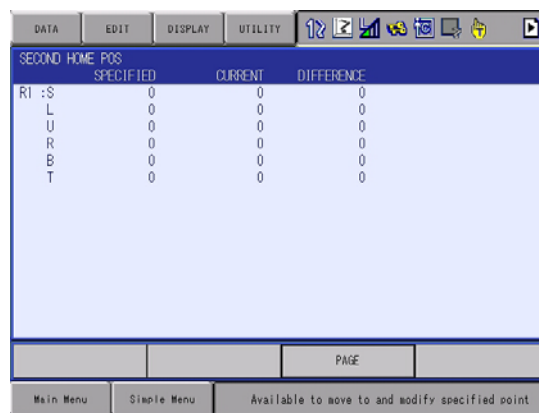 DATA EDIT DISPLAY UTILITY
SECOND HOME POS
SPECIFIED CURRENT DIFFERENCE
R1 :S 0 0 0
L 0 0 0
U 0 0 0
R 0 0 0
B 0 0 0
T 0 0 0
PAGE
Main Menu Simple Menu Available to move to and modify specified point